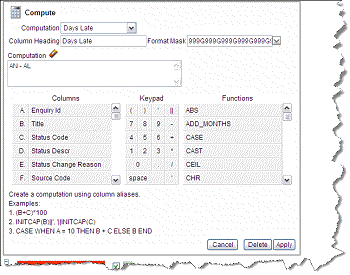 Compute
Computation Days Late
Column Heading Days Late Format Mask 999G999G999G999G999G9
Computation
AN - AL
Columns Keypad Functions
A. Enquiry Id ( ) ' || ABS
B. Title 7 8 9 - ADD_MONTHS
C. Status Code 4 5 6 + CASE
D. Status Descr 1 2 3 * CAST
E. Status Change Reason 0 . / CEIL
F. Source Code space , CHR
Create a computation using column aliases.
Examples:
1. (B+C)*100
2. INITCAP(B)||', '||INITCAP(C)
3. CASE WHEN A = 10 THEN B + C ELSE B END
Cancel Delete Apply